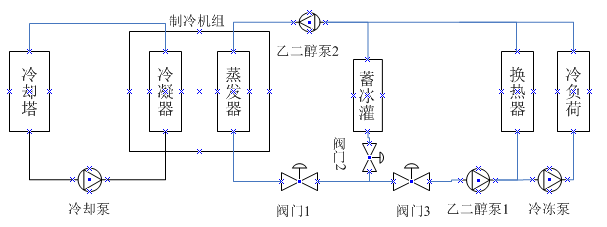 制冷机组
乙二醇泵2
冷却塔
冷凝器
蒸发器
蓄冰灌
换热器
冷负荷
阀门2
冷却泵
阀门1
阀门3
乙二醇泵1
冷冻泵